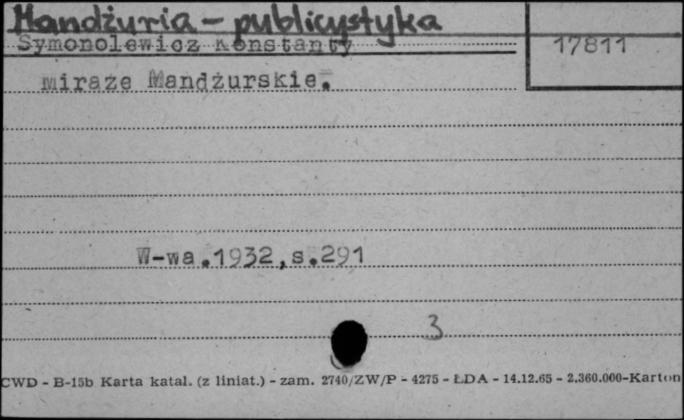 Mandżuria - publicystyka
Symonolewicz Konstanty
17811
miraże Mandżurskie.
W-wa.1932,s.291
3
CWD - B-15b Karta katal. (z liniat.) - zam. 2740/ZW/P - 4275 - ŁDA - 14.12.65 - 2.360.000-Karton